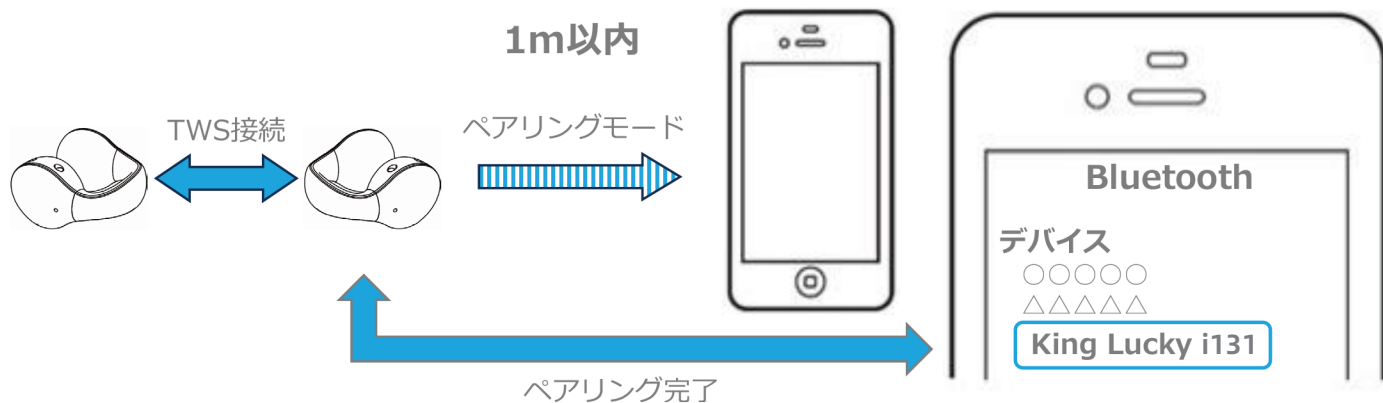 1m以内
TWS接続
ペアリングモード
Bluetooth
デバイス
○○○○○
△△△△△
King Lucky i131
ペアリング完了